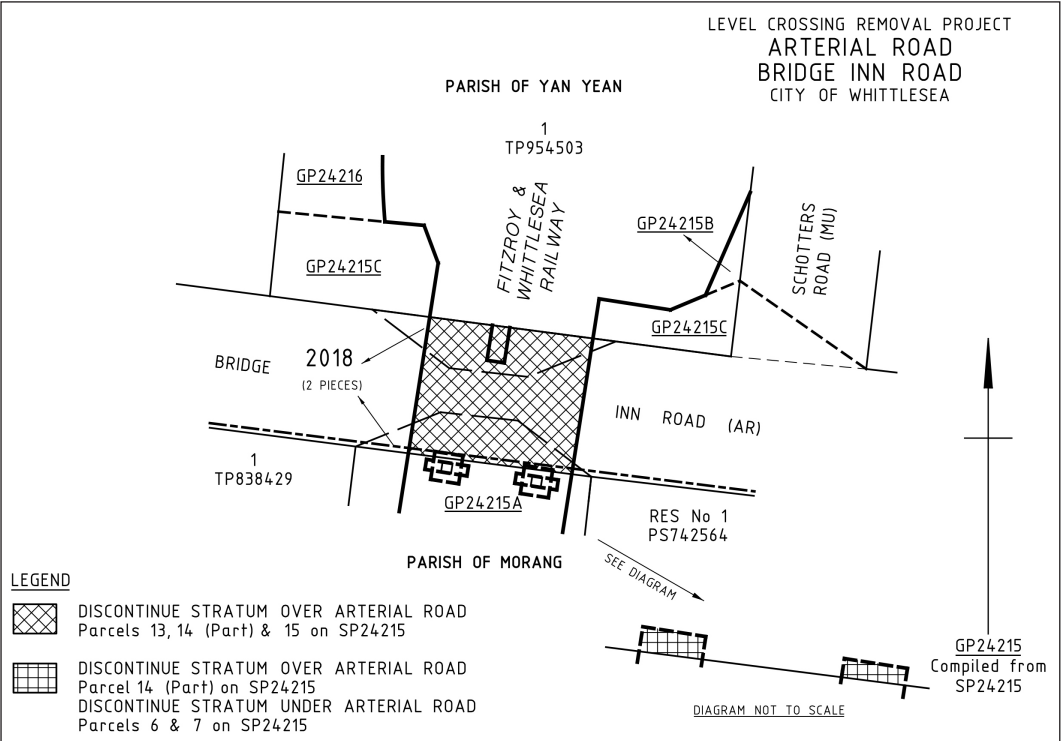 LEVEL CROSSING REMOVAL PROJECT
ARTERIAL ROAD
BRIDGE INN ROAD
CITY OF WHITTLESEA
PARISH OF YAN YEAN
1
TP954503
GP24216
FITZROY &
WHITTLESEA
RAILWAY
GP24215B
SCHOTTERS
ROAD (MU)
GP24215C
GP24215C
BRIDGE
2018
(2 PIECES)
INN ROAD (AR)
1
TP838429
GP24215A
RES No 1
PS742564
PARISH OF MORANG
SEE DIAGRAM
LEGEND
DISCONTINUE STRATUM OVER ARTERIAL ROAD
Parcels 13, 14 (Part) & 15 on SP24215
DISCONTINUE STRATUM OVER ARTERIAL ROAD
Parcel 14 (Part) on SP24215
DISCONTINUE STRATUM UNDER ARTERIAL ROAD
Parcels 6 & 7 on SP24215
DIAGRAM NOT TO SCALE
GP24215
Compiled from
SP24215